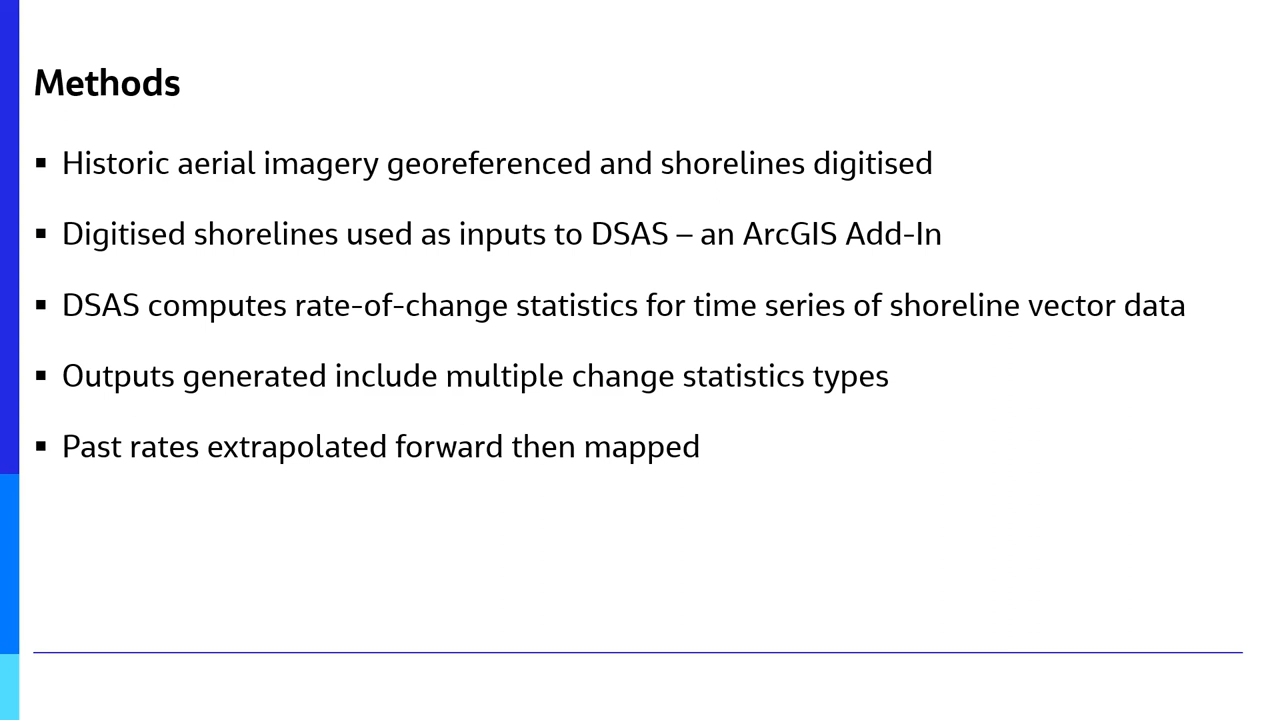 Methods
▪ Historic aerial imagery georeferenced and shorelines digitised
▪ Digitised shorelines used as inputs to DSAS – an ArcGIS Add-In
▪ DSAS computes rate-of-change statistics for time series of shoreline vector data
▪ Outputs generated include multiple change statistics types
▪ Past rates extrapolated forward then mapped